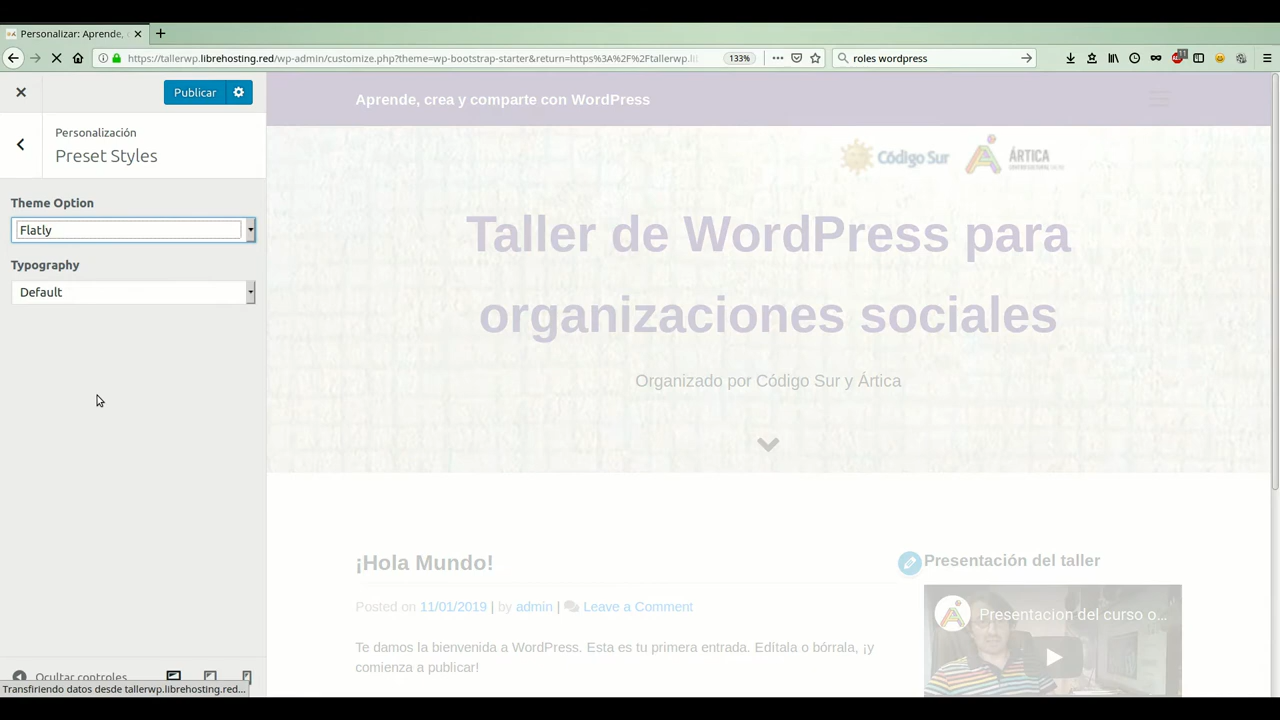 Personalizar: Aprende,
https://tallerwp.librehosting.red/wp-admin/customize.php?theme=wp-bootstrap-starter&return=https%3A%2F%2Ftallerwp.li
133%
roles wordpress
11
Publicar
Personalización
Preset Styles
Theme Option
Flatly
Typography
Default
Ocultar controles
Transfiriendo datos desde tallerwp.librehosting.red...
Aprende, crea y comparte con WordPress
Código Sur
ÁRTICA
Taller de WordPress para
organizaciones sociales
Organizado por Código Sur y Ártica
¡Hola Mundo!
Posted on 11/01/2019 | by admin | Leave a Comment
Te damos la bienvenida a WordPress. Esta es tu primera entrada. Edítala o bórrala, ¡y
comienza a publicar!
Presentación del taller
Presentacion del curso o...